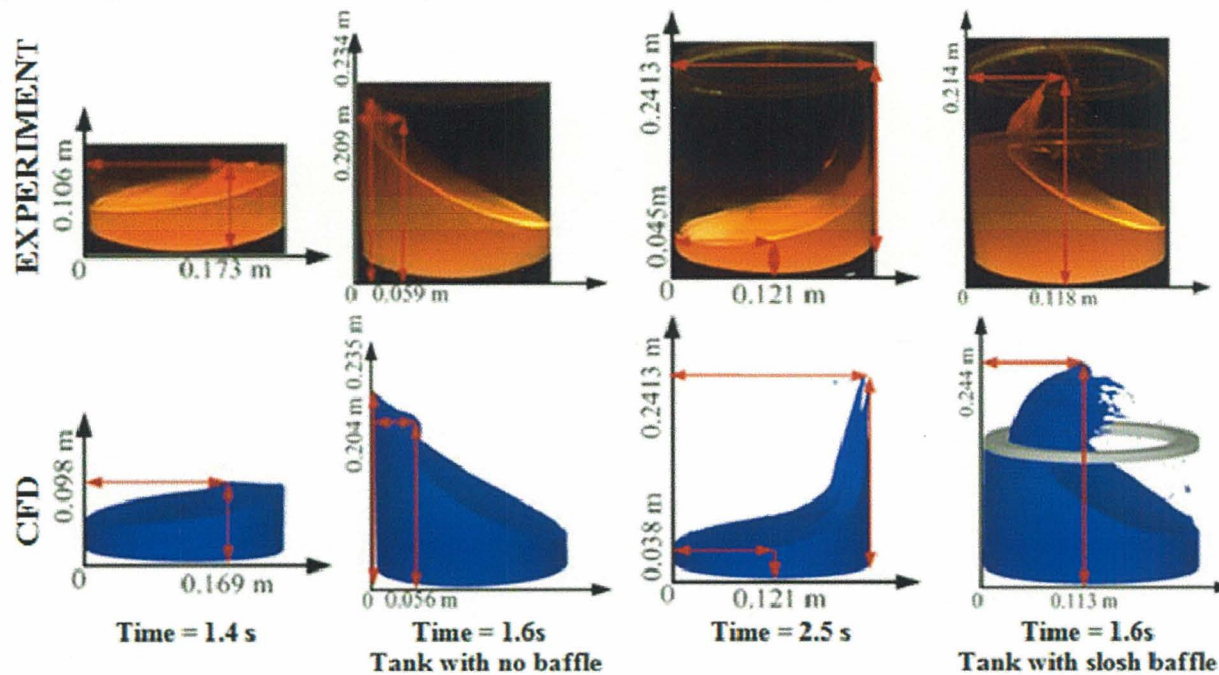 EXPERIMENT
0.106 m
0
0.173 m
0.234 m
0.209 m
0
0.059 m
0.2413 m
0.045m
0
0.121 m
0.214 m
0
0.118 m
CFD
0.098 m
0
0.169 m
0.235 m
0.204 m
0
0.056 m
0.2413 m
0.038 m
0
0.121 m
0.244 m
0
0.113 m
Time = 1.4 s
Time = 1.6s
Time = 2.5 s
Time = 1.6s
Tank with no baffle
Tank with slosh baffle